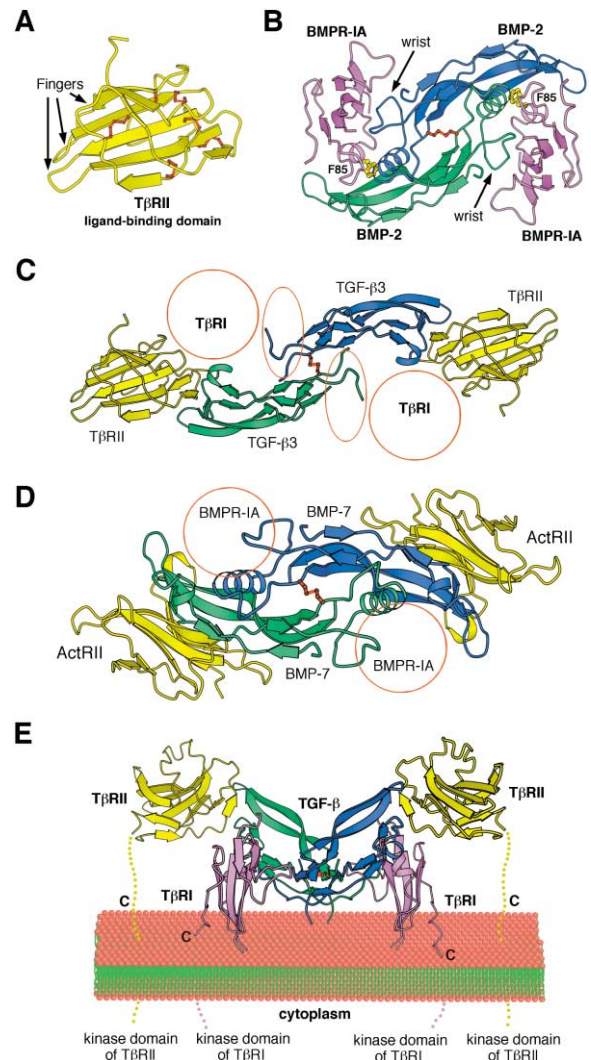 A
Fingers
TβRII
ligand-binding domain
B
BMPR-IA
BMP-2
wrist
F85
F85
wrist
BMP-2
BMPR-IA
C
TβRI
TGF-β3
TβRII
TβRII
TGF-β3
TβRI
D
BMPR-IA
BMP-7
ActRII
ActRII
BMP-7
BMPR-IA
E
TβRII
TGF-β
TβRII
C
TβRI
TβRI
C
C
C
cytoplasm
kinase domain
of TβRII
kinase domain
of TβRI
kinase domain
of TβRI
kinase domain
of TβRII